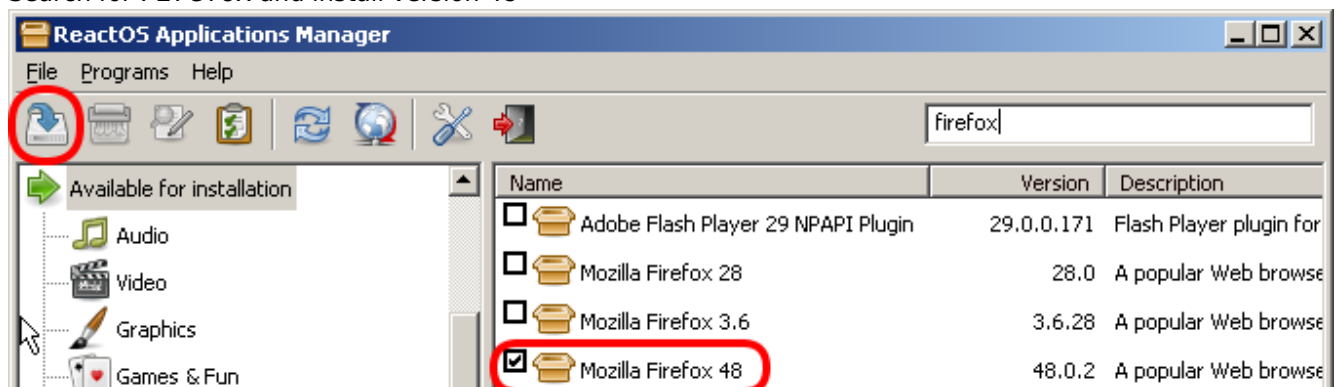 ReactOS Applications Manager
File Programs Help
firefox
Available for installation
Audio
Video
Graphics
Games & Fun
Name Version Description
Adobe Flash Player 29 NPAPI Plugin 29.0.0.171 Flash Player plugin for
Mozilla Firefox 28 28.0 A popular Web browse
Mozilla Firefox 3.6 3.6.28 A popular Web browse
Mozilla Firefox 48 48.0.2 A popular Web browse